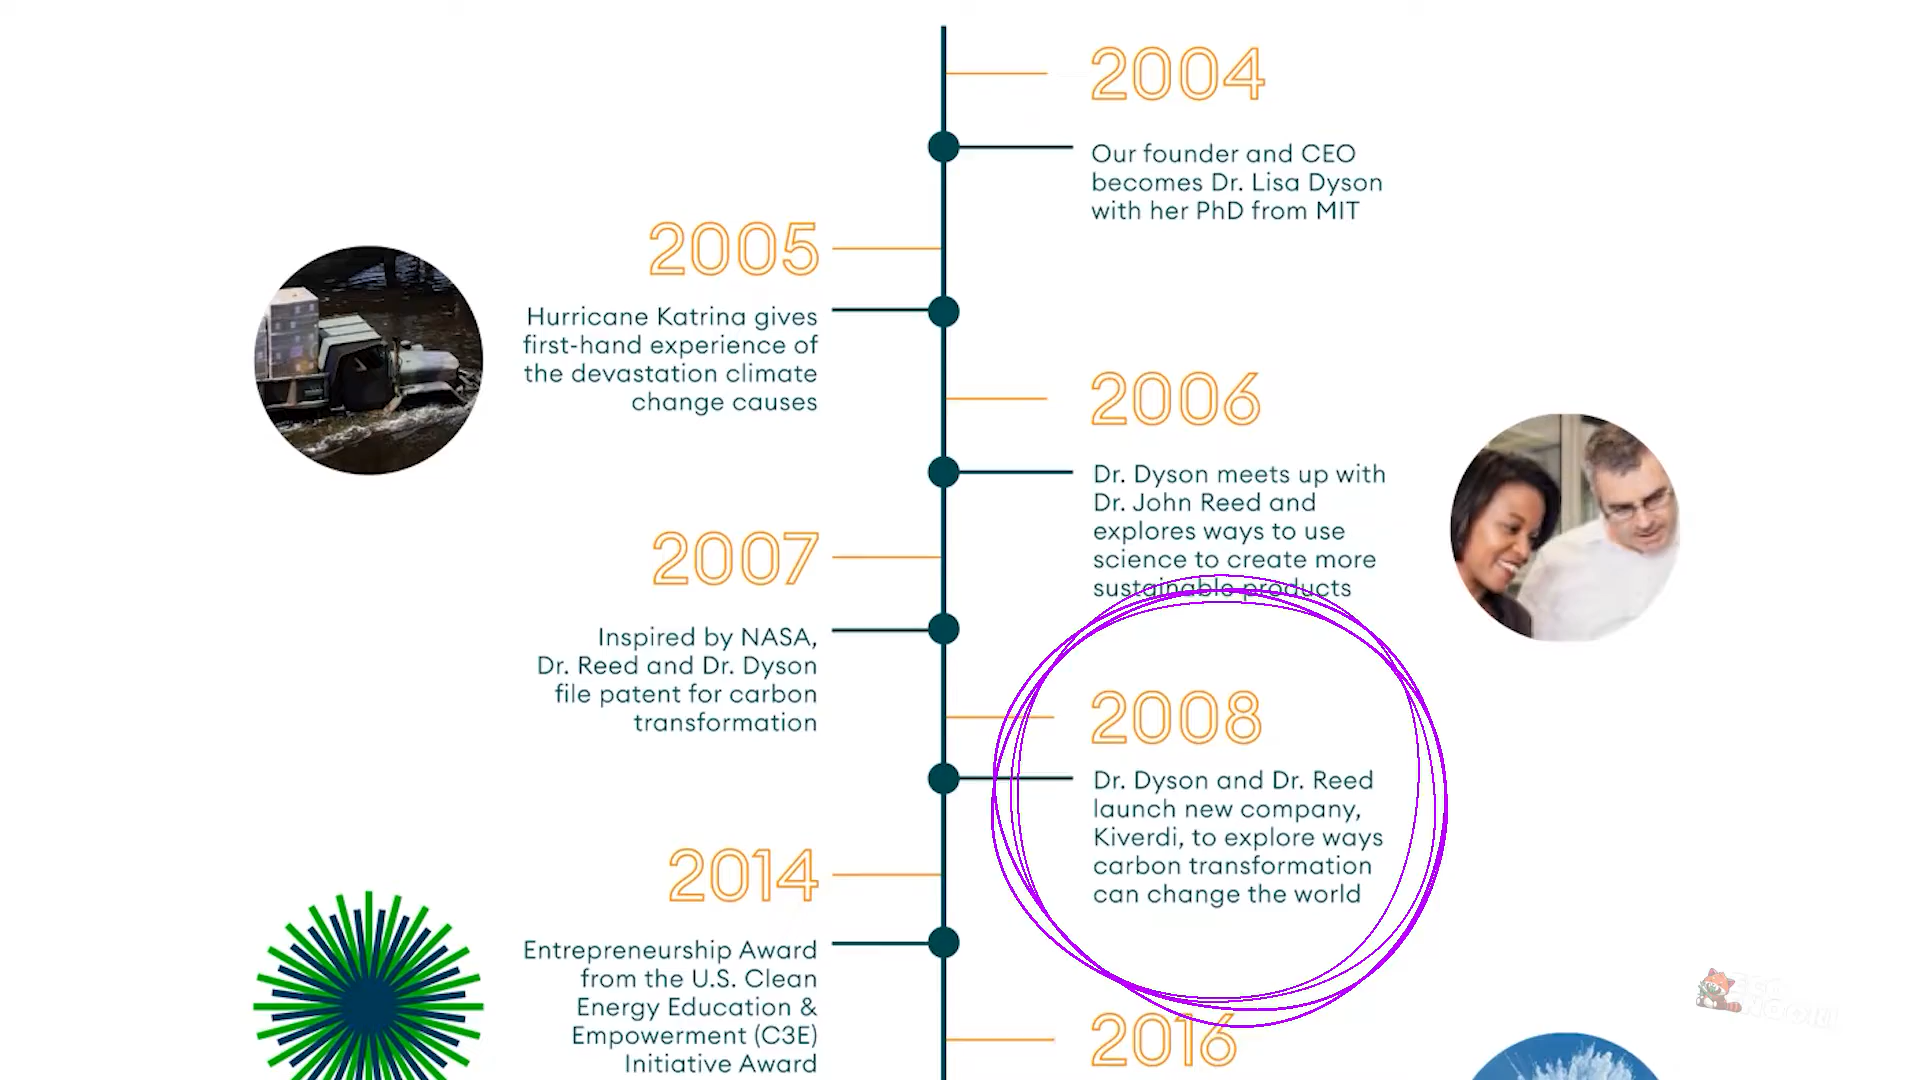 2004
Our founder and CEO
becomes Dr. Lisa Dyson
with her PhD from MIT
2005
Hurricane Katrina gives
first-hand experience of
the devastation climate
change causes
2006
Dr. Dyson meets up with
Dr. John Reed and
explores ways to use
science to create more
sustainable products
2007
Inspired by NASA,
Dr. Reed and Dr. Dyson
file patent for carbon
transformation
2008
Dr. Dyson and Dr. Reed
launch new company,
Kiverdi, to explore ways
carbon transformation
can change the world
2014
Entrepreneurship Award
from the U.S. Clean
Energy Education &
Empowerment (C3E)
Initiative Award
2016